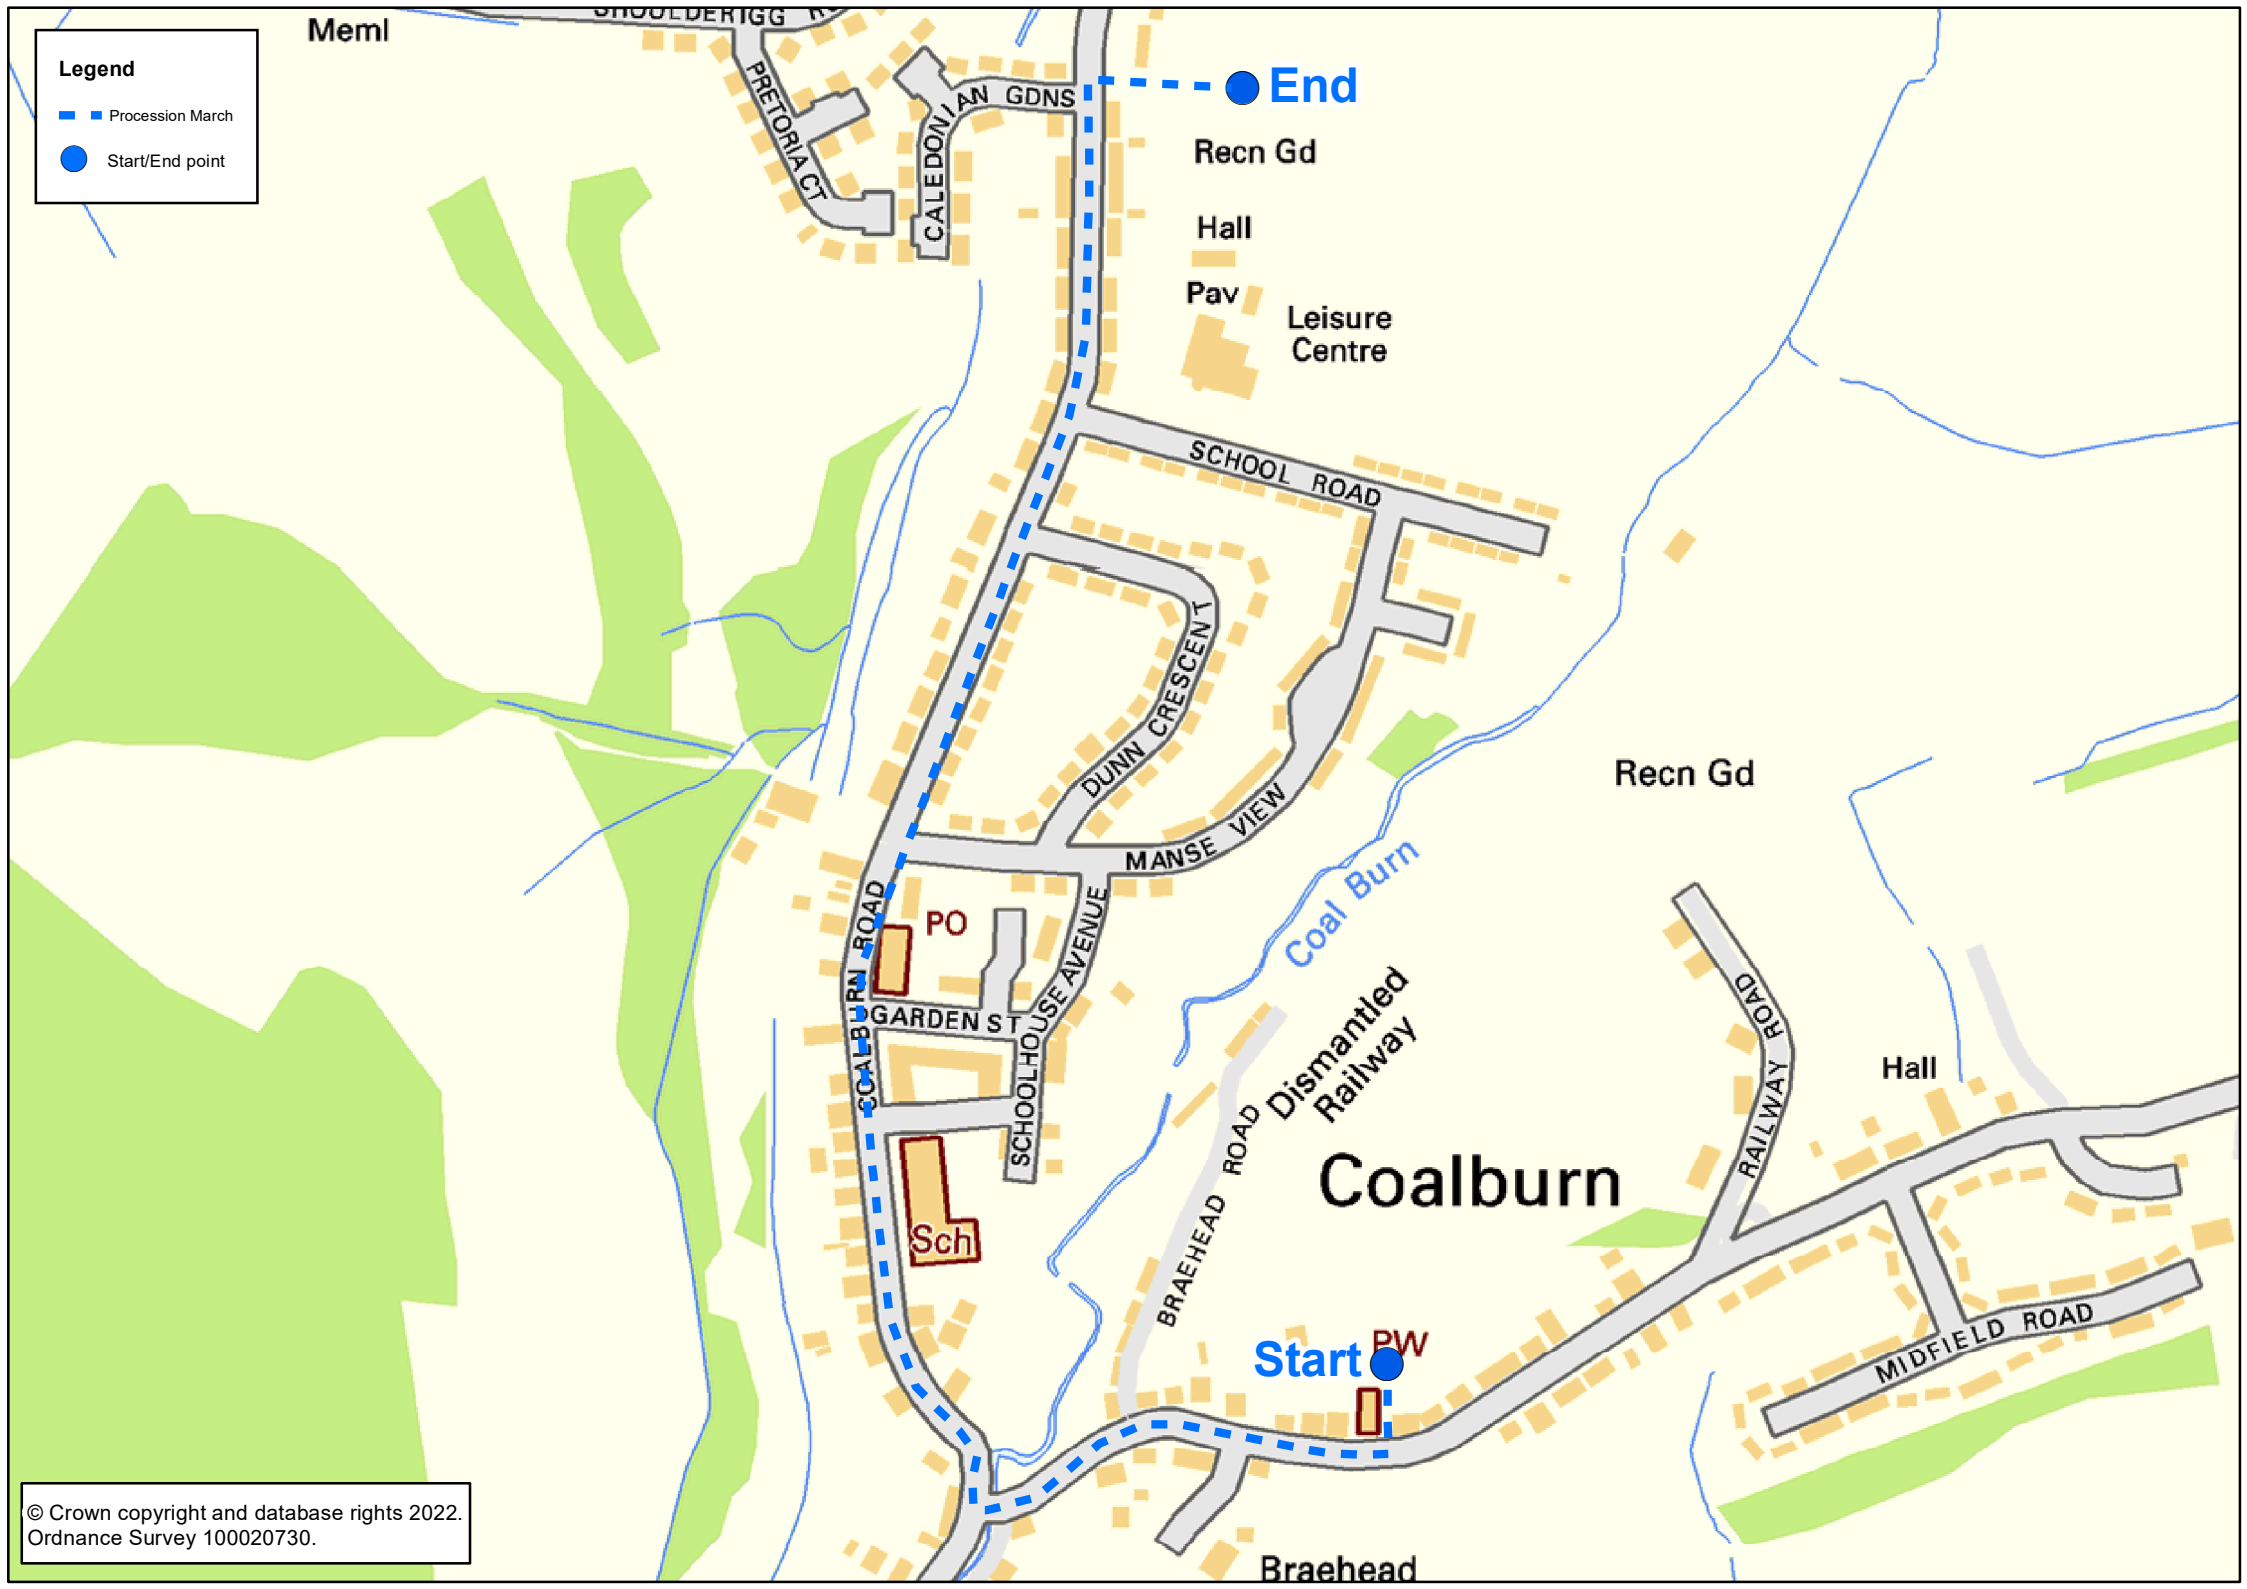 SHOULDERIGG
Meml
Legend
Procession March
Start/End point
PRETORIA CT
CALEDONIAN GDNS
End
Recn Gd
Hall
Pav
Leisure
Centre
SCHOOL ROAD
DUNN CRESCENT
MANSE VIEW
Recn Gd
Coal Burn
PO
COALBURN ROAD
GARDEN ST
SCHOOLHOUSE AVENUE
Dismantled
Railway
BRAEHEAD ROAD
RAILWAY ROAD
Hall
Coalburn
Sch
Start
PW
MIDFIELD ROAD
© Crown copyright and database rights 2022.
Ordnance Survey 100020730.
Braehead